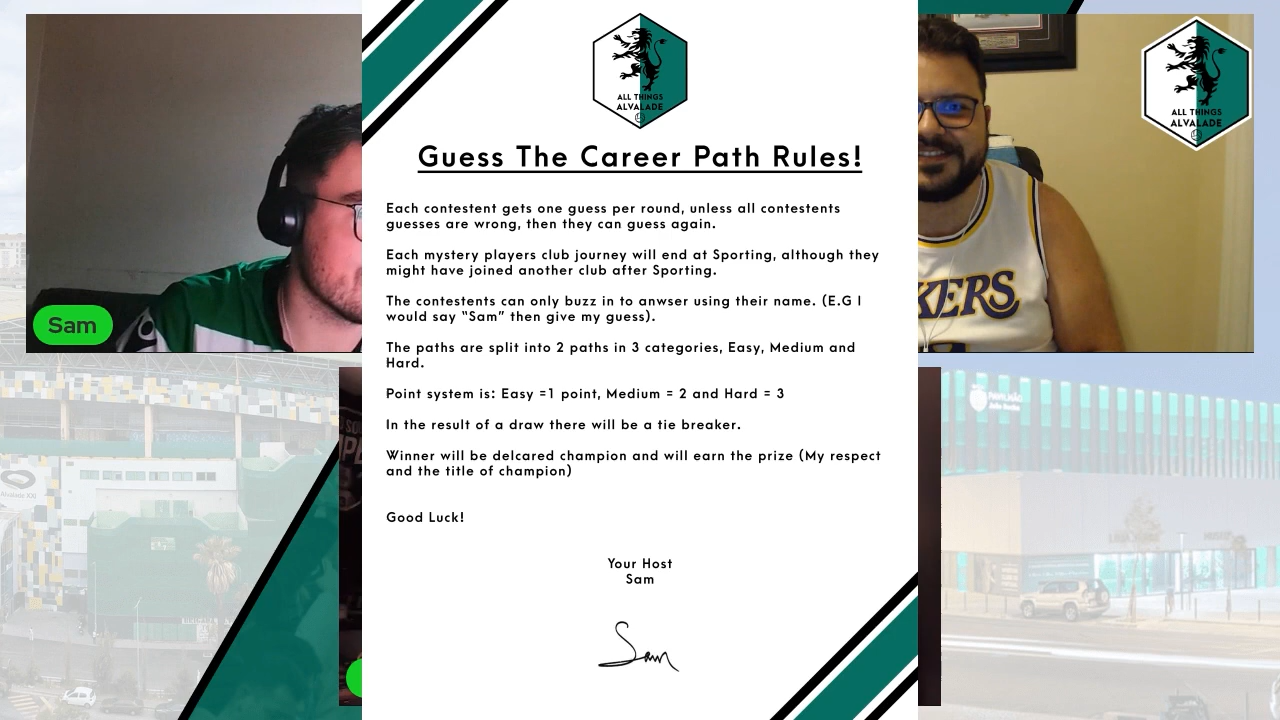 ALL THINGS
ALVALADE
Guess The Career Path Rules!
Each contestent gets one guess per round, unless all contestents
guesses are wrong, then they can guess again.
Each mystery players club journey will end at Sporting, although they
might have joined another club after Sporting.
The contestents can only buzz in to anwser using their name. (E.G I
would say “Sam” then give my guess).
The paths are split into 2 paths in 3 categories, Easy, Medium and
Hard.
Point system is: Easy =1 point, Medium = 2 and Hard = 3
In the result of a draw there will be a tie breaker.
Winner will be delcared champion and will earn the prize (My respect
and the title of champion)
Good Luck!
Your Host
Sam
Sam
Sam
KERS
ALL THINGS
ALVALADE
PAVILHÃO
João Rocha